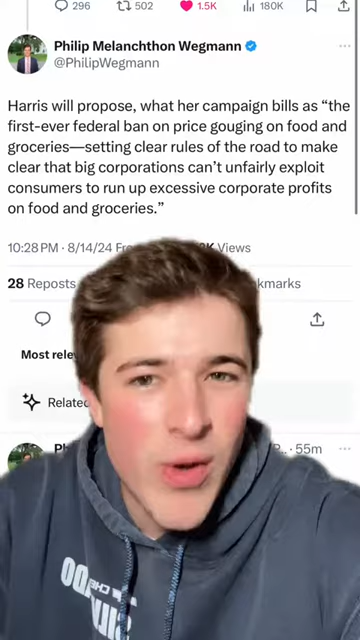 296 502 1.5K 180K
Philip Melanchthon Wegmann
@PhilipWegmann
Harris will propose, what her campaign bills as “the
first-ever federal ban on price gouging on food and
groceries—setting clear rules of the road to make
clear that big corporations can’t unfairly exploit
consumers to run up excessive corporate profits
on food and groceries.”
10:28 PM · 8/14/24 Views
28 Reposts
Most
55m